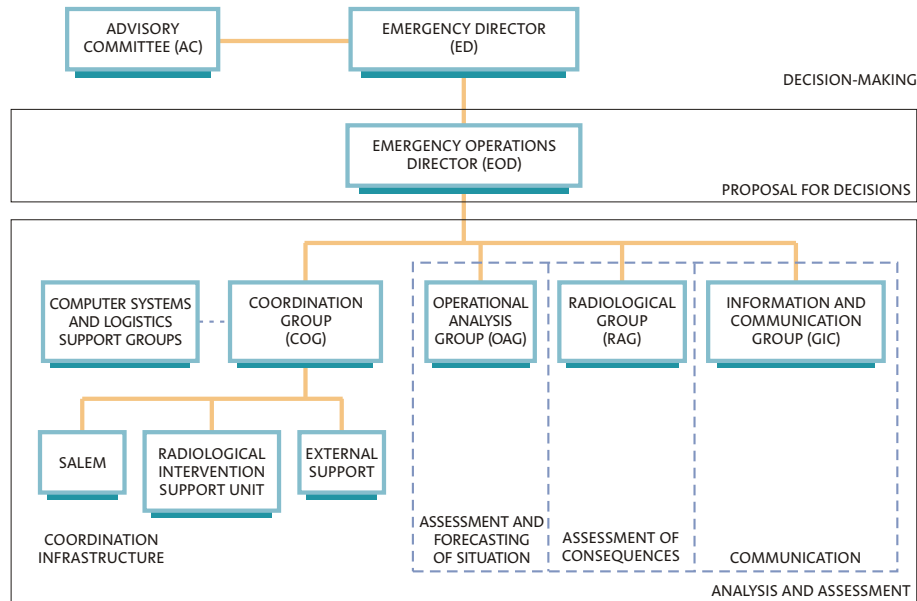 ADVISORY
COMMITTEE (AC)
EMERGENCY DIRECTOR
(ED)
DECISION-MAKING
EMERGENCY OPERATIONS
DIRECTOR (EOD)
PROPOSAL FOR DECISIONS
COMPUTER SYSTEMS
AND LOGISTICS
SUPPORT GROUPS
COORDINATION
GROUP
(COG)
OPERATIONAL
ANALYSIS
GROUP (OAG)
RADIOLOGICAL
GROUP
(RAG)
INFORMATION AND
COMMUNICATION
GROUP (GIC)
SALEM
RADIOLOGICAL
INTERVENTION
SUPPORT UNIT
EXTERNAL
SUPPORT
COORDINATION
INFRASTRUCTURE
ASSESSMENT AND
FORECASTING
OF SITUATION
ASSESSMENT OF
CONSEQUENCES
COMMUNICATION
ANALYSIS AND ASSESSMENT